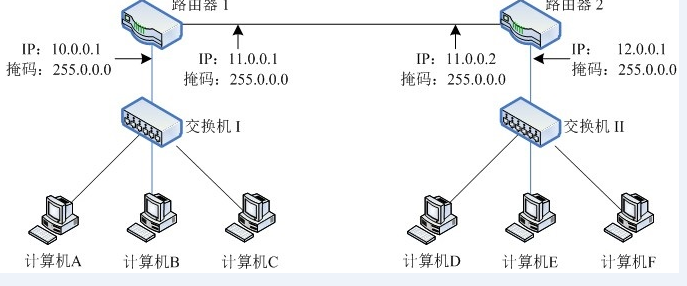 路由器 1
路由器 2
IP： 10.0.0.1
掩码：255.0.0.0
IP：11.0.0.1
掩码：255.0.0.0
IP：11.0.0.2
掩码：255.0.0.0
IP： 12.0.0.1
掩码：255.0.0.0
交换机 I
交换机 II
计算机A
计算机B
计算机C
计算机D
计算机E
计算机F